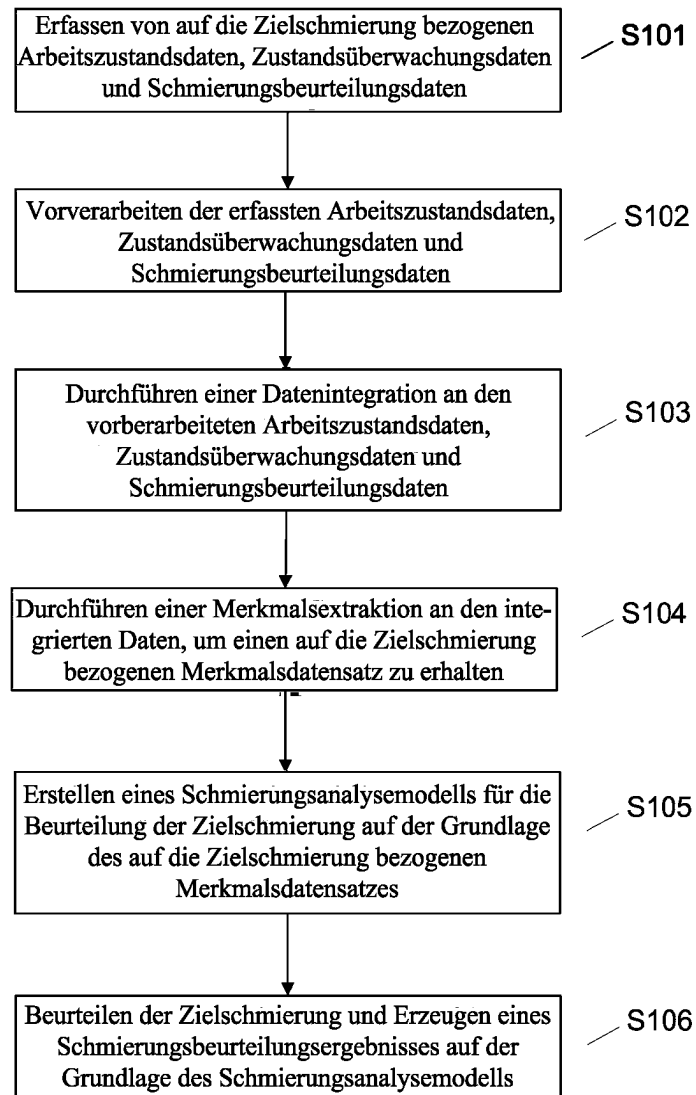 Erfassen von auf die Zielschmierung bezogenen
Arbeitszustandsdaten, Zustandsüberwachungsdaten
und Schmierungsbeurteilungsdaten
S101
Vorverarbeiten der erfassten Arbeitszustandsdaten,
Zustandsüberwachungsdaten und
Schmierungsbeurteilungsdaten
S102
Durchführen einer Datenintegration an den
vorberarbeiteten Arbeitszustandsdaten,
Zustandsüberwachungsdaten und
Schmierungsbeurteilungsdaten
S103
Durchführen einer Merkmalsextraktion an den inte-
grierten Daten, um einen auf die Zielschmierung
bezogenen Merkmalsdatensatz zu erhalten
S104
Erstellen eines Schmierungsanalysemodells für die
Beurteilung der Zielschmierung auf der Grundlage
des auf die Zielschmierung bezogenen
Merkmalsdatensatzes
S105
Beurteilen der Zielschmierung und Erzeugen eines
Schmierungsbeurteilungsergebnisses auf der
Grundlage des Schmierungsanalysemodells
S106